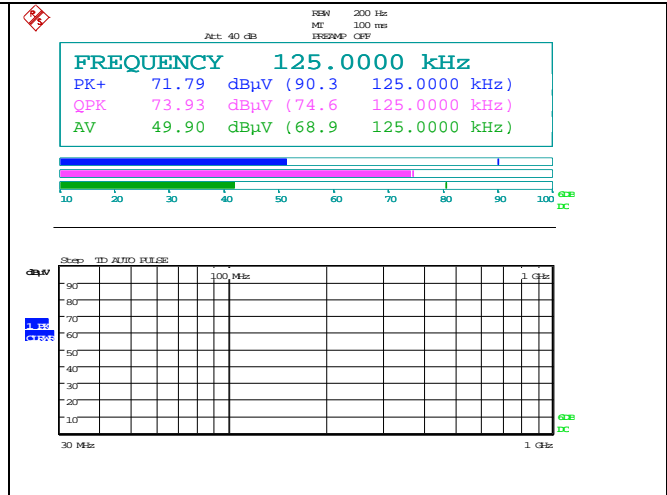 RBW 200 Hz
MT 100 ms
Att 40 dB PREAMP OFF
FREQUENCY 125.0000 kHz
PK+ 71.79 dBµV (90.3 125.0000 kHz)
QPK 73.93 dBµV (74.6 125.0000 kHz)
AV 49.90 dBµV (68.9 125.0000 kHz)
10 20 30 40 50 60 70 80 90 100
6DB
DC
Step TD AUTO PULSE
dBµV
100 MHz 1 GHz
90
80
70
1 PK
60
CLRWR
50
40
30
20
10
6DB
DC
30 MHz 1 GHz